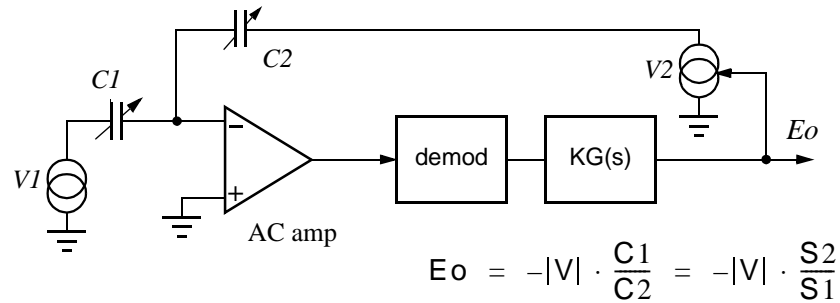 C2
V2
C1
Eo
demod
KG(s)
V1
−
+
AC amp
Eo = −|V| · C1/C2 = −|V| · S2/S1